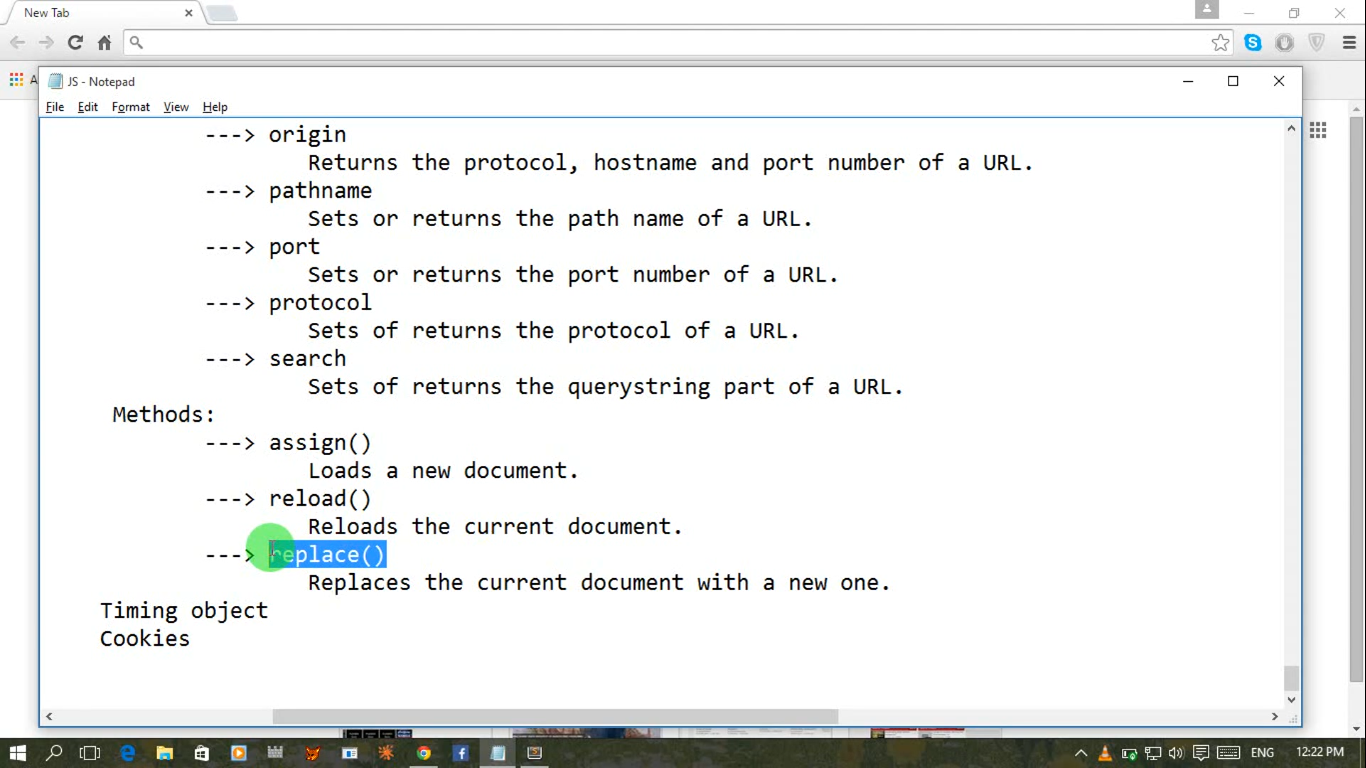 New Tab
A
JS - Notepad
File Edit Format View Help
---> origin
Returns the protocol, hostname and port number of a URL.
---> pathname
Sets or returns the path name of a URL.
---> port
Sets or returns the port number of a URL.
---> protocol
Sets of returns the protocol of a URL.
---> search
Sets of returns the querystring part of a URL.
Methods:
---> assign()
Loads a new document.
---> reload()
Reloads the current document.
---> replace()
Replaces the current document with a new one.
Timing object
Cookies
ENG 12:22 PM